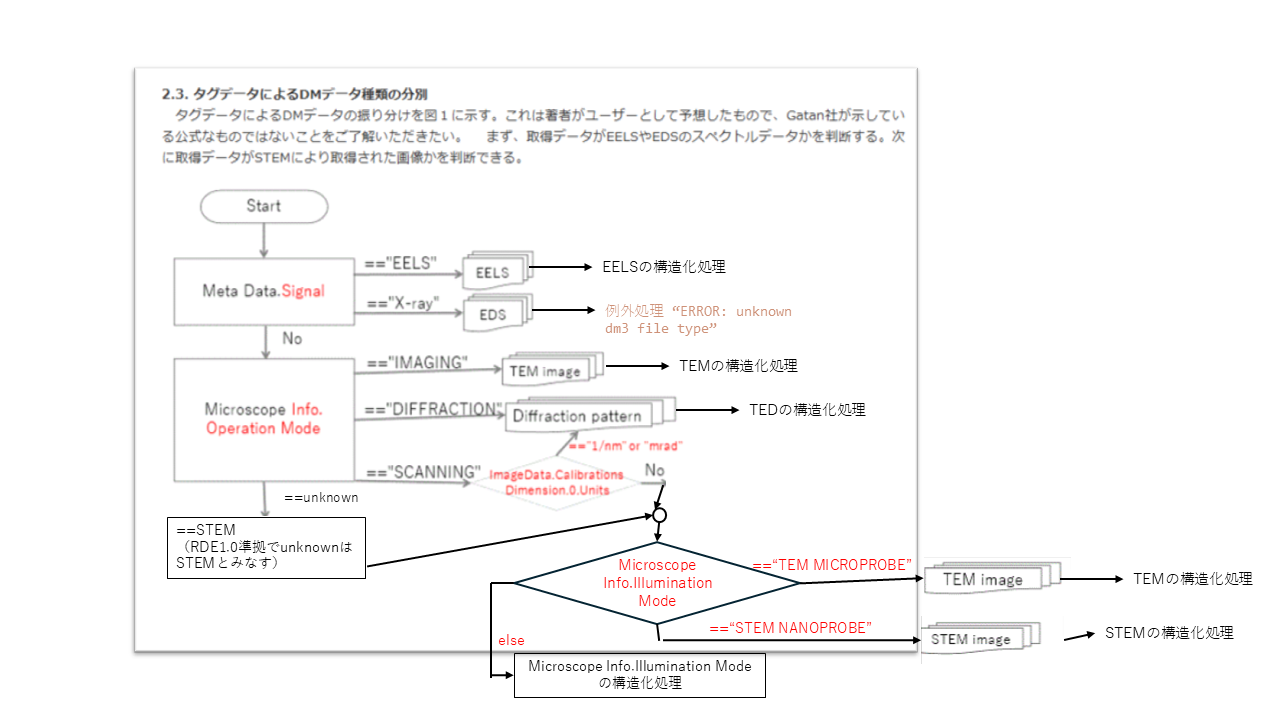 2.3. タグデータによるDMデータ種類の分別
タグデータによるDMデータの振り分けを図１に示す。これは著者がユーザーとして予想したもので、Gatan社が示してい
る公式なものではないことをご了解いただきたい。　まず、取得データがEELSやEDSのスペクトルデータかを判断する。次
に取得データがSTEMにより取得された画像かを判断できる。
Start
Meta Data.Signal
=="EELS"
EELS
EELSの構造化処理
=="X-ray"
EDS
例外処理 “ERROR: unknown
dm3 file type”
No
Microscope Info.
Operation Mode
=="IMAGING"
TEM image
TEMの構造化処理
=="DIFFRACTION"
Diffraction pattern
TEDの構造化処理
=="1/nm" or "mrad"
=="SCANNING"
ImageData.Calibrations
Dimension.0.Units
No
==unknown
==STEM
（RDE1.0準拠でunknownは
STEMとみなす）
Microscope
Info.Illumination
Mode
==“TEM MICROPROBE”
TEM image
TEMの構造化処理
==“STEM NANOPROBE”
STEM image
STEMの構造化処理
else
Microscope Info.Illumination Mode
の構造化処理